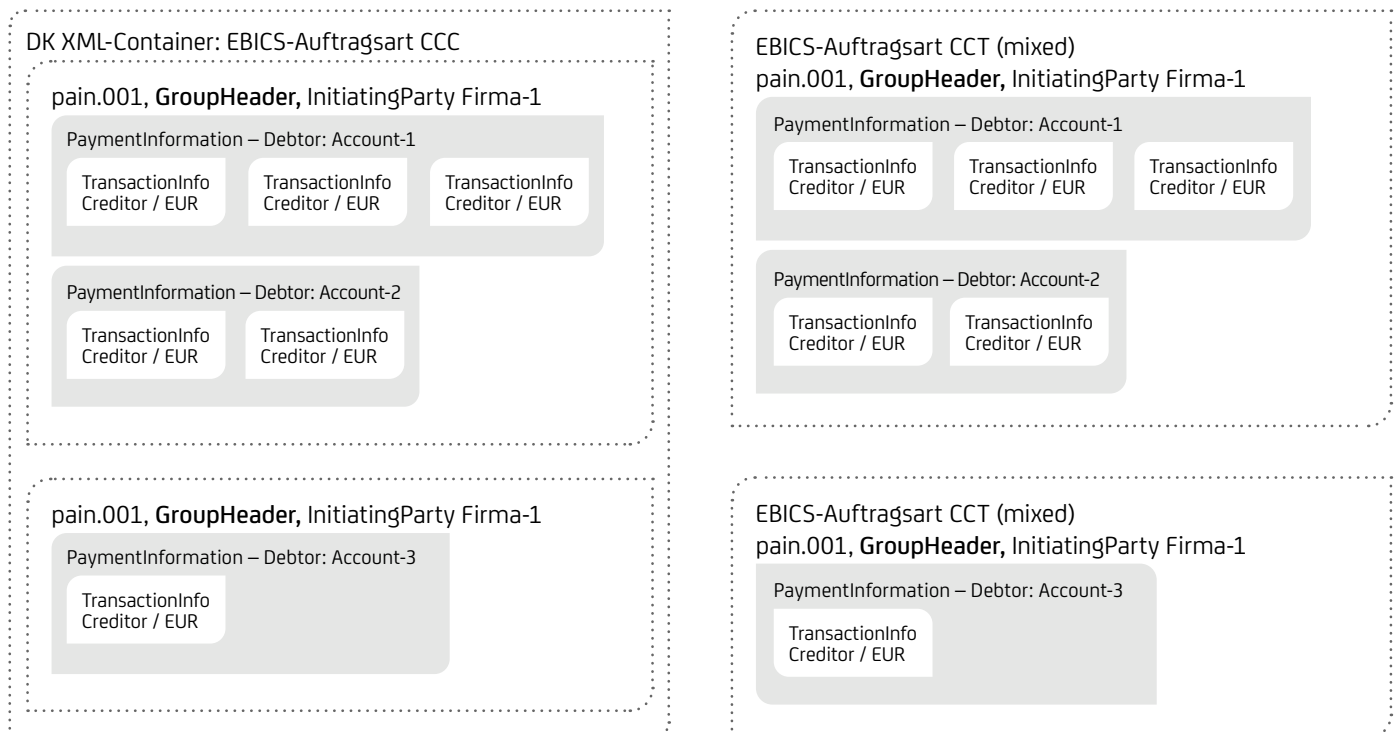 DK XML-Container: EBICS-Auftragsart CCC
pain.001, GroupHeader, InitiatingParty Firma-1
PaymentInformation – Debtor: Account-1
TransactionInfo
Creditor / EUR
TransactionInfo
Creditor / EUR
TransactionInfo
Creditor / EUR
PaymentInformation – Debtor: Account-2
TransactionInfo
Creditor / EUR
TransactionInfo
Creditor / EUR
pain.001, GroupHeader, InitiatingParty Firma-1
PaymentInformation – Debtor: Account-3
TransactionInfo
Creditor / EUR
EBICS-Auftragsart CCT (mixed)
pain.001, GroupHeader, InitiatingParty Firma-1
PaymentInformation – Debtor: Account-1
TransactionInfo
Creditor / EUR
TransactionInfo
Creditor / EUR
TransactionInfo
Creditor / EUR
PaymentInformation – Debtor: Account-2
TransactionInfo
Creditor / EUR
TransactionInfo
Creditor / EUR
EBICS-Auftragsart CCT (mixed)
pain.001, GroupHeader, InitiatingParty Firma-1
PaymentInformation – Debtor: Account-3
TransactionInfo
Creditor / EUR